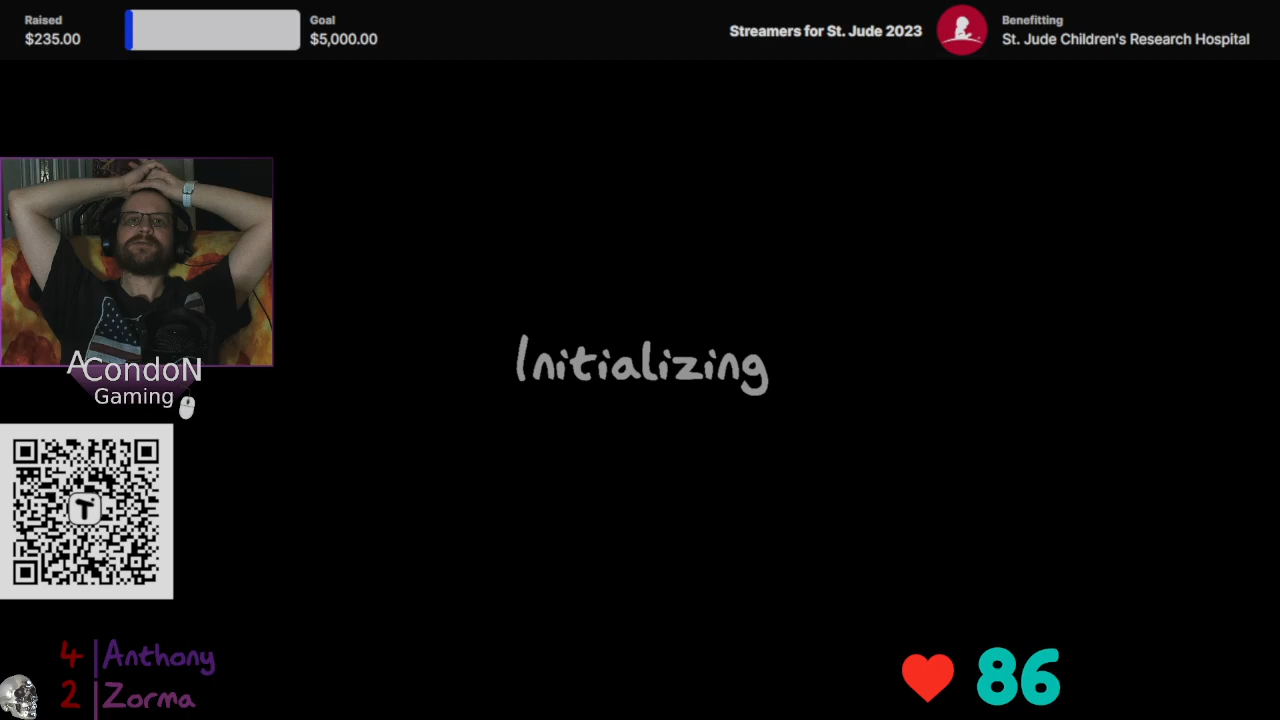 Raised
$235.00
Goal
$5,000.00
Streamers for St. Jude 2023
Benefitting
St. Jude Children's Research Hospital
Initializing
ACondoN
Gaming
T
4 | Anthony
2 | Zorma
86